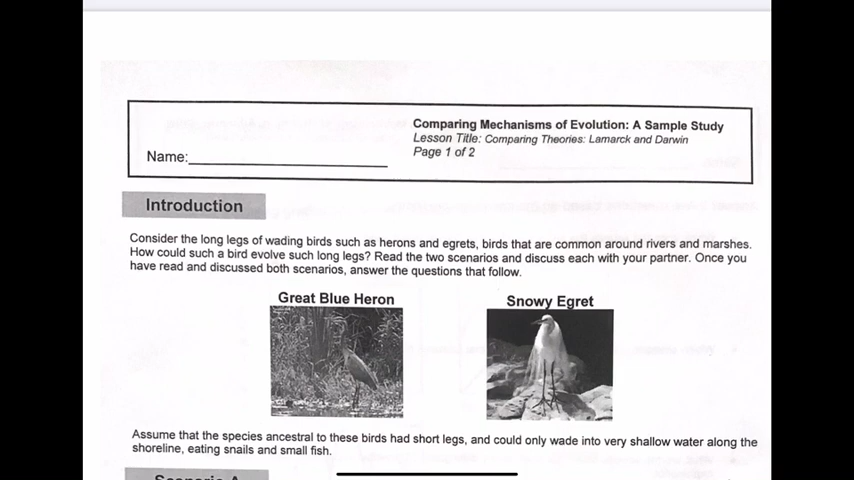 Comparing Mechanisms of Evolution: A Sample Study
Lesson Title: Comparing Theories: Lamarck and Darwin
Page 1 of 2
Name:
Introduction
Consider the long legs of wading birds such as herons and egrets, birds that are common around rivers and marshes.
How could such a bird evolve such long legs? Read the two scenarios and discuss each with your partner. Once you
have read and discussed both scenarios, answer the questions that follow.
Great Blue Heron
Snowy Egret
Assume that the species ancestral to these birds had short legs, and could only wade into very shallow water along the
shoreline, eating snails and small fish.
Scenario A